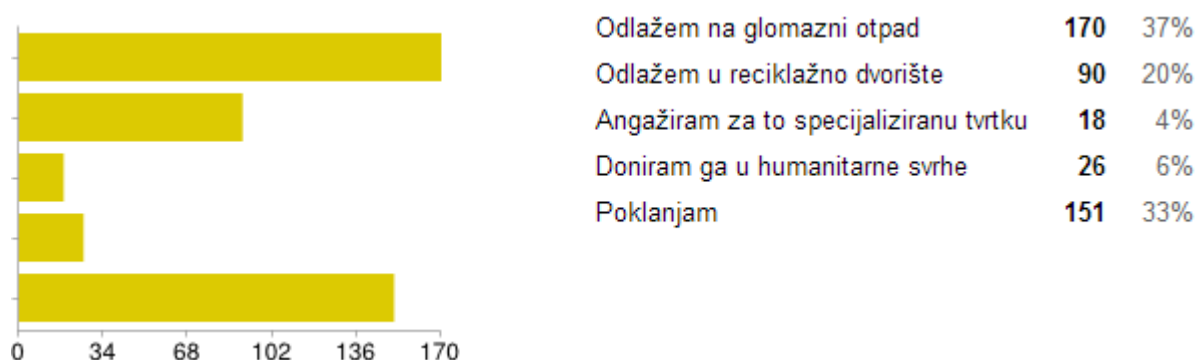 Odlažem na glomazni otpad 170 37%
Odlažem u reciklažno dvorište 90 20%
Angažiram za to specijaliziranu tvrtku 18 4%
Doniram ga u humanitarne svrhe 26 6%
Poklanjam 151 33%
0 34 68 102 136 170